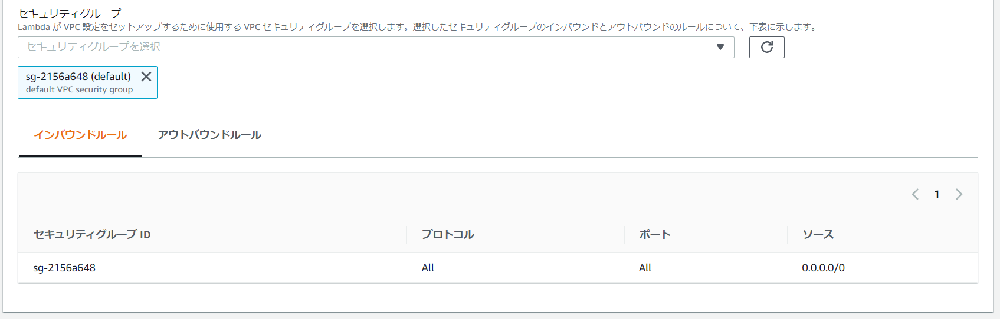 セキュリティグループ
Lambda が VPC 設定をセットアップするために使用する VPC セキュリティグループを選択します。選択したセキュリティグループのインバウンドとアウトバウンドのルールについて、下表に示します。
セキュリティグループを選択
sg-2156a648 (default)
default VPC security group
インバウンドルール アウトバウンドルール
1
セキュリティグループ ID プロトコル ポート ソース
sg-2156a648 All All 0.0.0.0/0